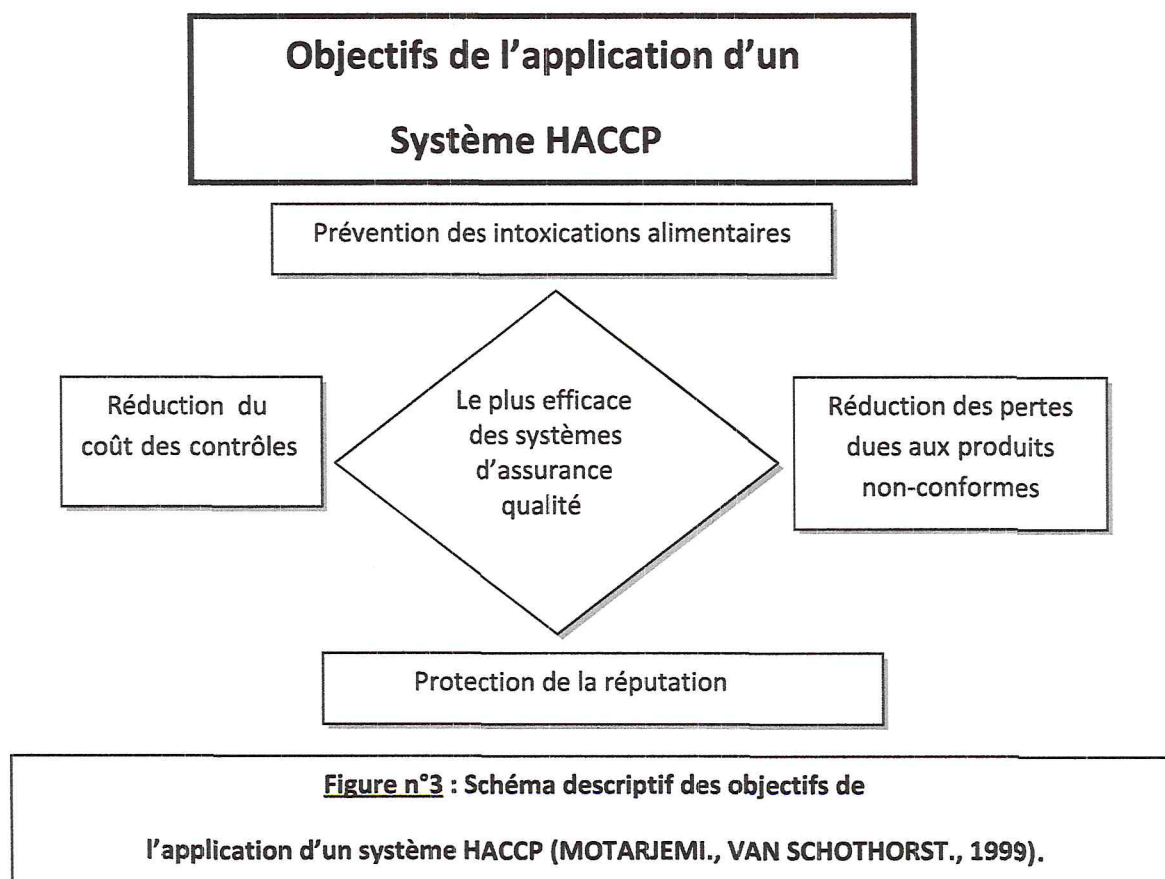 Objectifs de l'application d'un
Système HACCP
Prévention des intoxications alimentaires
Réduction du
coût des contrôles
Le plus efficace
des systèmes
d'assurance
qualité
Réduction des pertes
dues aux produits
non-conformes
Protection de la réputation
Figure n°3 : Schéma descriptif des objectifs de
l'application d'un système HACCP (MOTARJEMI., VAN SCHOTHORST., 1999).